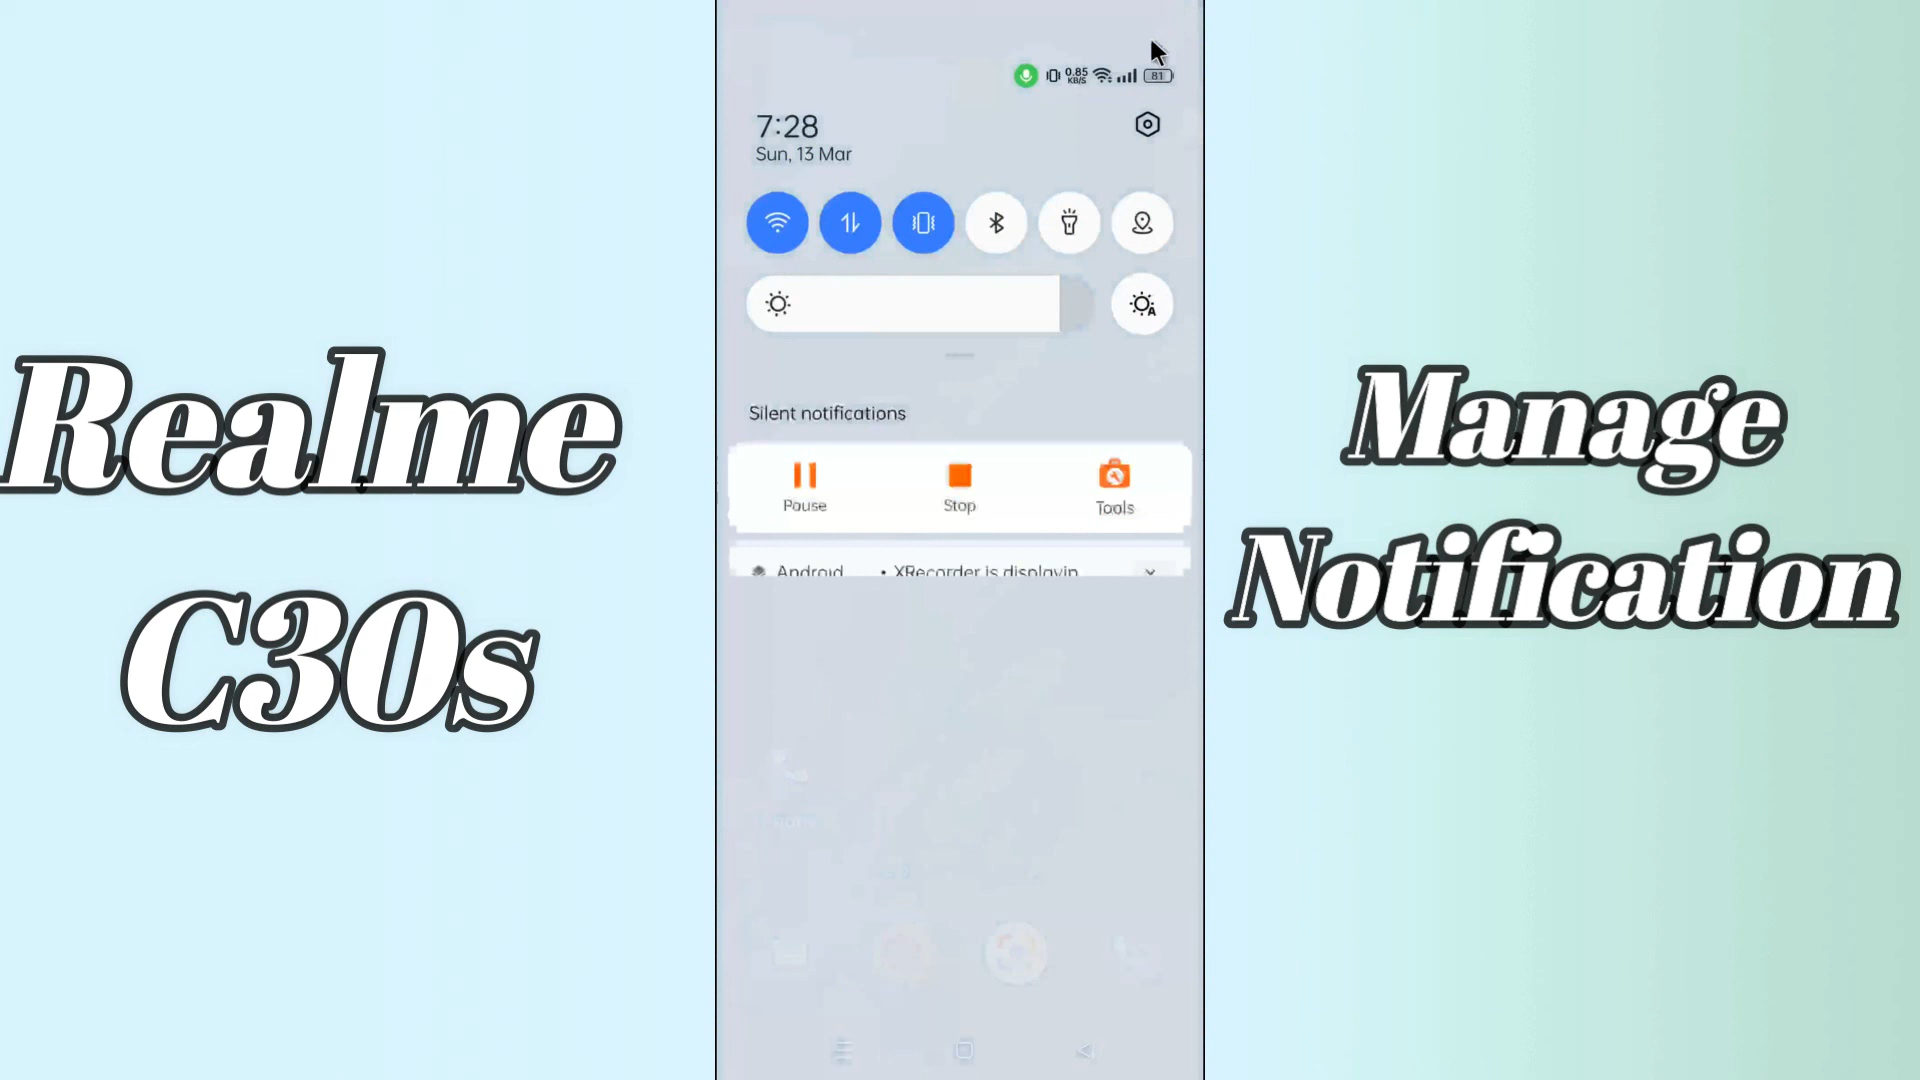 Realme
C30s
0.85
KB/S
81
7:28
Sun, 13 Mar
A
Silent notifications
Pause
Stop
Tools
Android • XRecorder is displayin
Manage
Notification